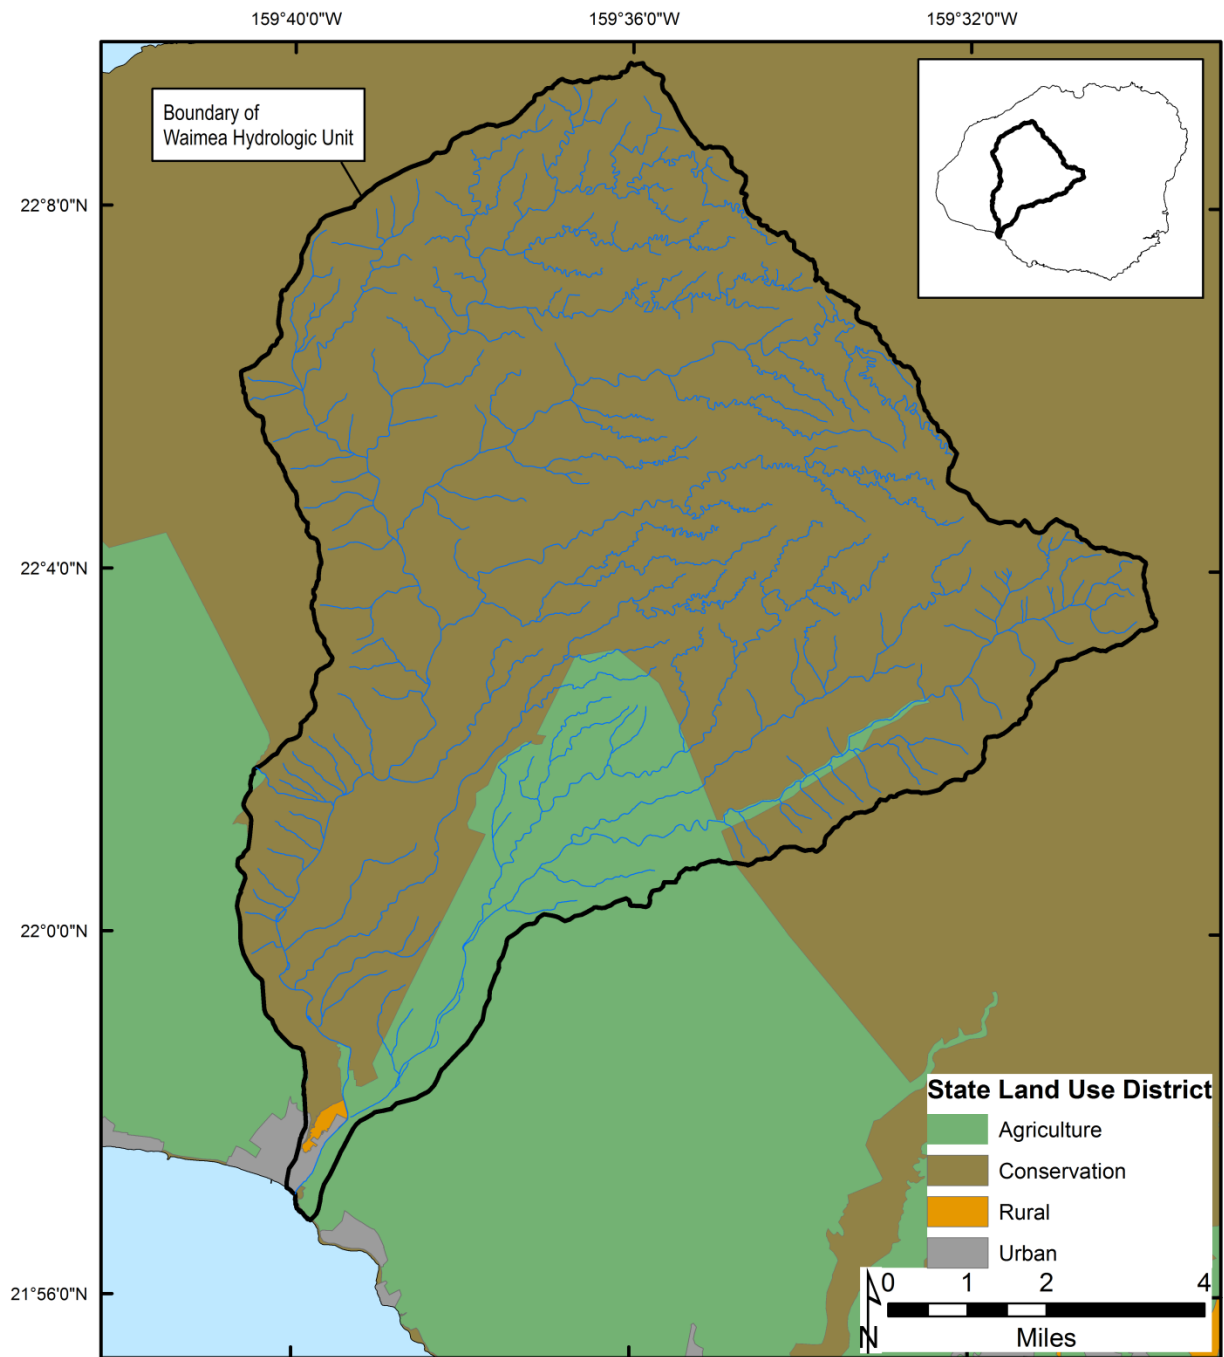 159°40'0"W
159°36'0"W
159°32'0"W
Boundary of
Waimea Hydrologic Unit
22°8'0"N
22°4'0"N
22°0'0"N
21°56'0"N
State Land Use District
Agriculture
Conservation
Rural
Urban
0 1 2 4
Miles
N